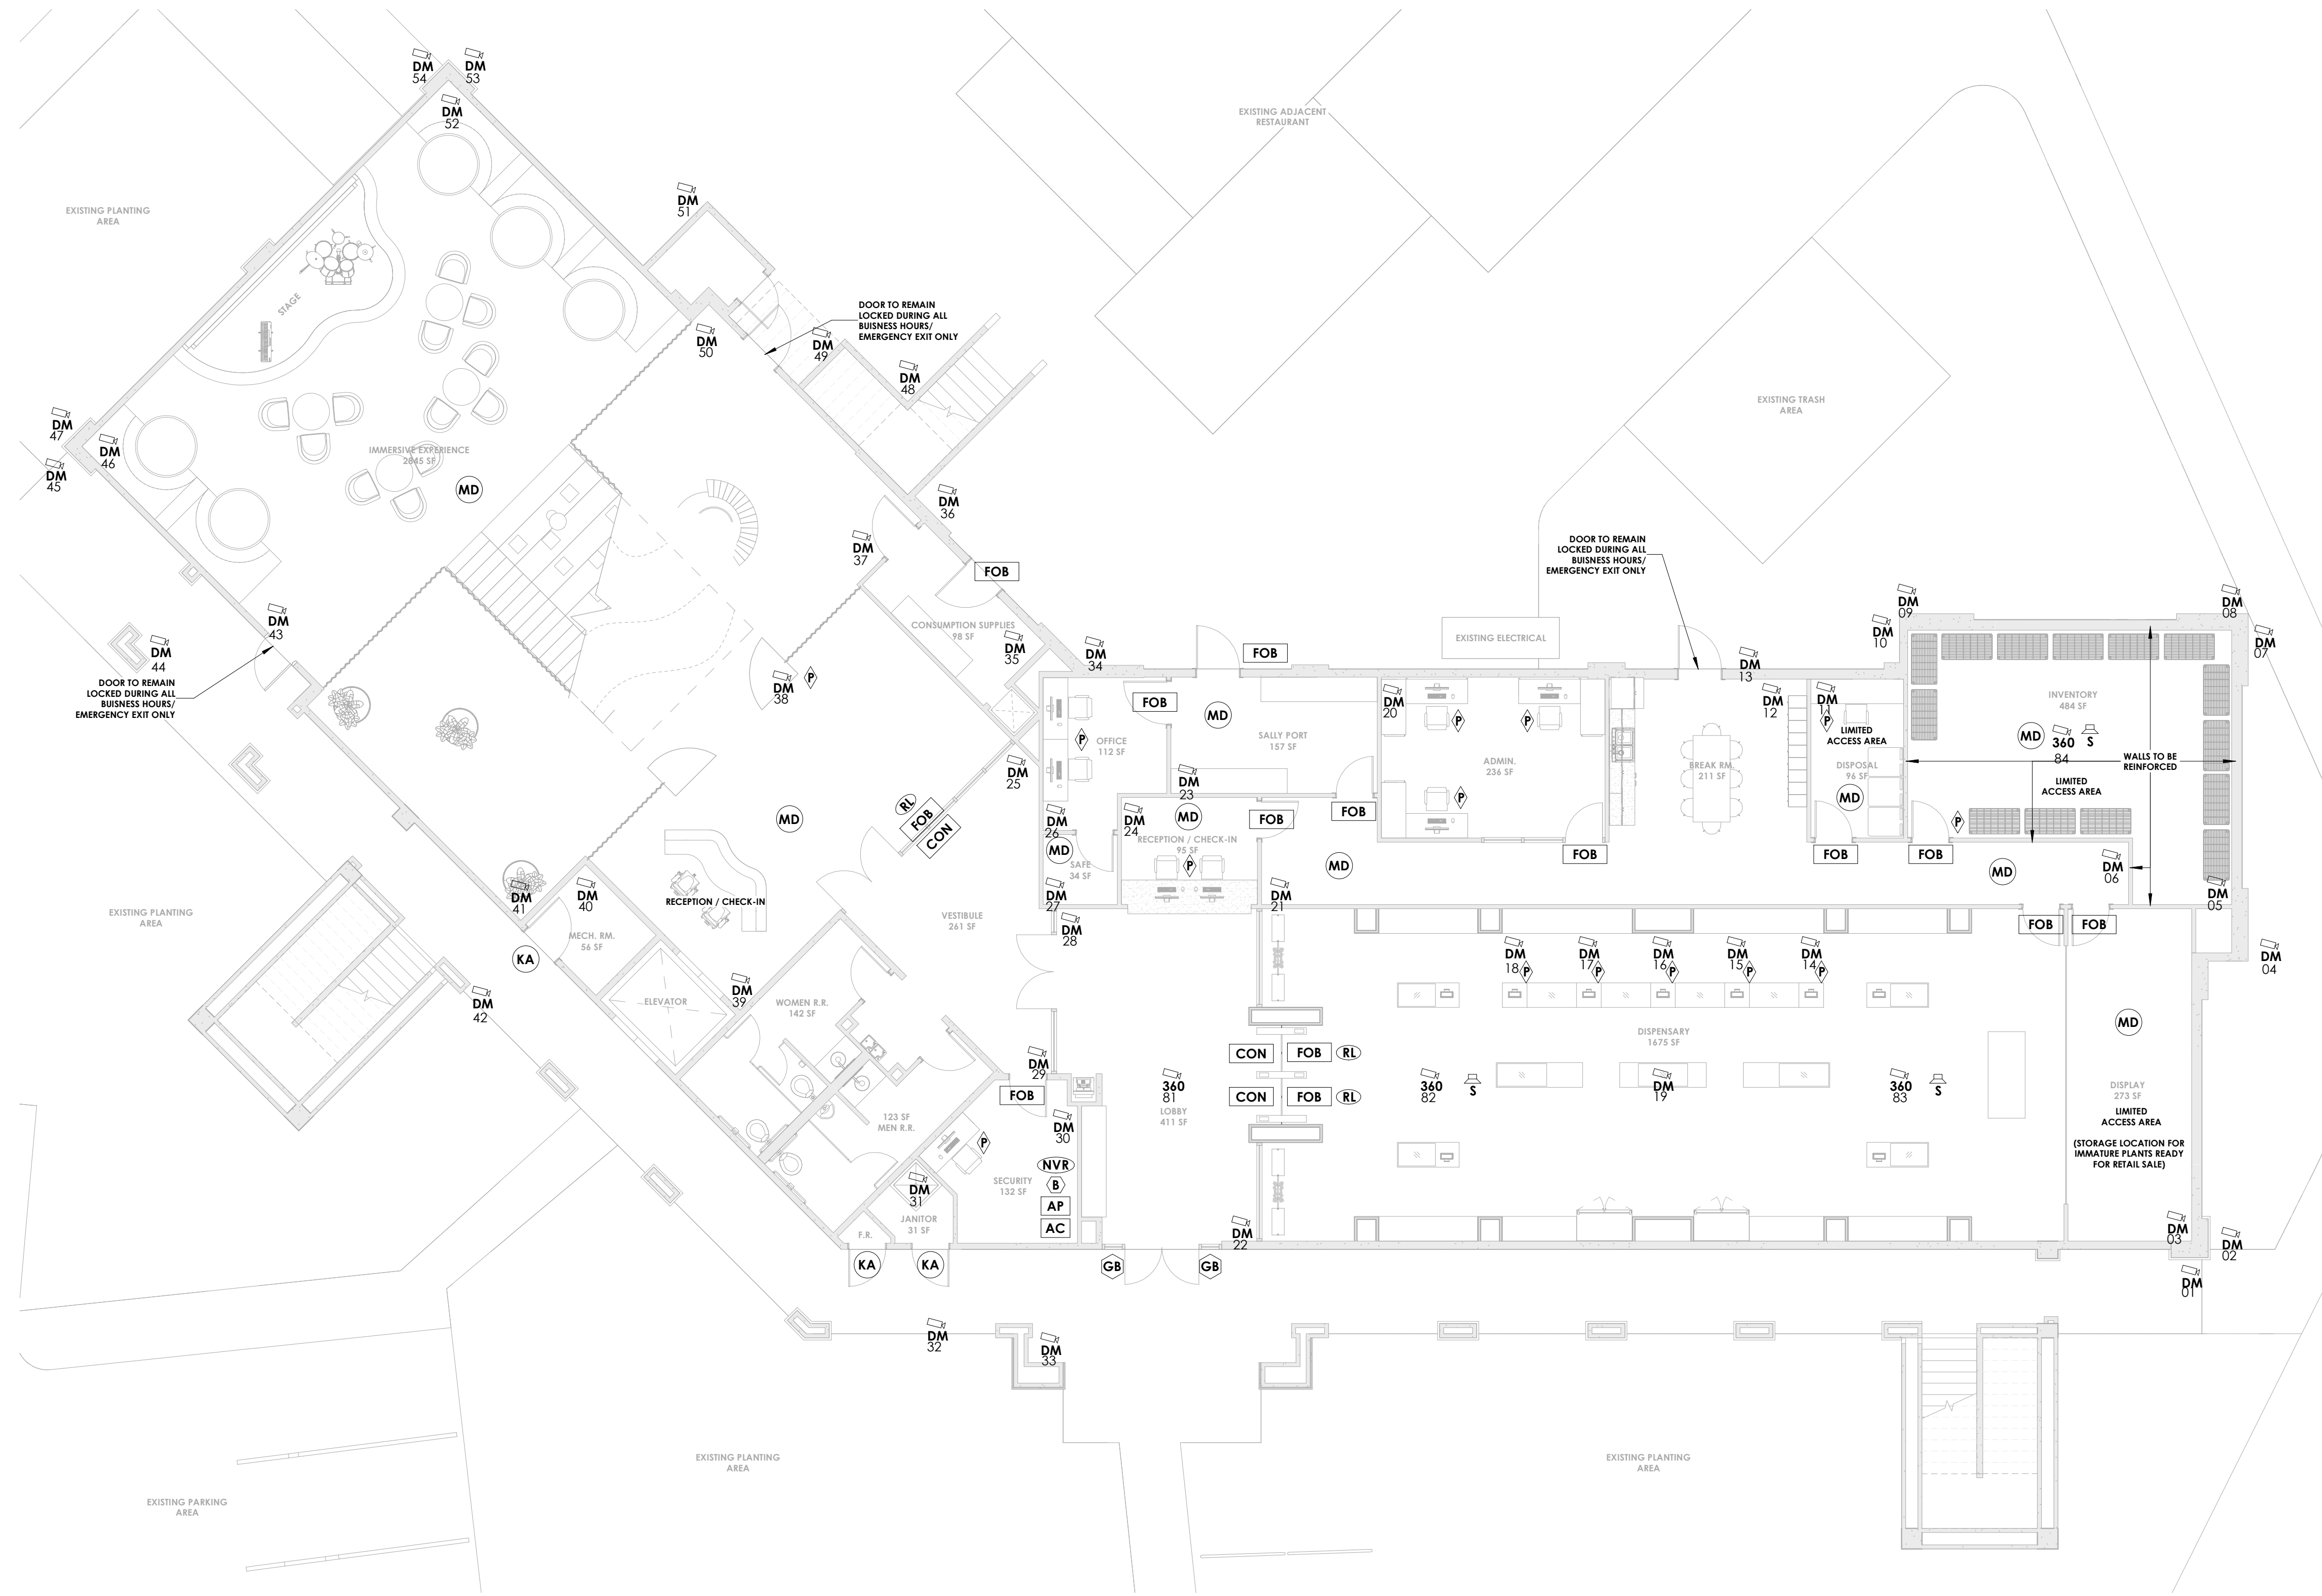 DM
54
DM
53
DM
52
EXISTING ADJACENT
RESTAURANT
EXISTING PLANTING
AREA
DM
51
STAGE
DOOR TO REMAIN
LOCKED DURING ALL
BUISNESS HOURS/
EMERGENCY EXIT ONLY
DM
50
DM
49
DM
48
EXISTING TRASH
AREA
DM
47
DM
46
DM
45
IMMERSIVE EXPERIENCE
2845 SF
MD
DM
36
DM
37
FOB
DOOR TO REMAIN
LOCKED DURING ALL
BUISNESS HOURS/
EMERGENCY EXIT ONLY
DM
09
DM
08
DM
10
DM
07
DM
43
DM
44
CONSUMPTION SUPPLIES
98 SF
DM
35
DM
34
FOB
EXISTING ELECTRICAL
DM
13
DOOR TO REMAIN
LOCKED DURING ALL
BUISNESS HOURS/
EMERGENCY EXIT ONLY
DM
38
P
FOB
MD
DM
20
P
P
DM
12
DM
11
P
LIMITED
ACCESS AREA
INVENTORY
484 SF
MD
360
84
S
P
OFFICE
112 SF
SALLY PORT
157 SF
ADMIN.
236 SF
BREAK RM.
211 SF
DISPOSAL
96 SF
WALLS TO BE
REINFORCED
LIMITED
ACCESS AREA
DM
25
DM
23
P
MD
RL
FOB
CON
MD
DM
26
DM
24
MD
FOB
FOB
P
RECEPTION / CHECK-IN
95 SF
MD
SAFE
34 SF
P
MD
FOB
FOB
FOB
MD
DM
06
DM
41
DM
40
RECEPTION / CHECK-IN
DM
27
DM
21
DM
05
EXISTING PLANTING
AREA
VESTIBULE
261 SF
DM
28
FOB
FOB
MECH. RM.
56 SF
KA
DM
18
P
DM
17
P
DM
16
P
DM
15
P
DM
14
P
DM
04
DM
39
DM
42
ELEVATOR
WOMEN R.R.
142 SF
MD
DISPENSARY
1675 SF
DM
29
CON
FOB
RL
FOB
360
81
LOBBY
411 SF
CON
FOB
RL
360
82
S
DM
19
360
83
S
DISPLAY
273 SF
LIMITED
ACCESS AREA
(STORAGE LOCATION FOR
IMMATURE PLANTS READY
FOR RETAIL SALE)
123 SF
MEN R.R.
DM
30
P
NVR
B
AP
AC
SECURITY
132 SF
DM
31
JANITOR
31 SF
F.R.
DM
22
DM
03
DM
02
KA
KA
GB
GB
DM
01
DM
32
DM
33
EXISTING PLANTING
AREA
EXISTING PLANTING
AREA
EXISTING PARKING
AREA